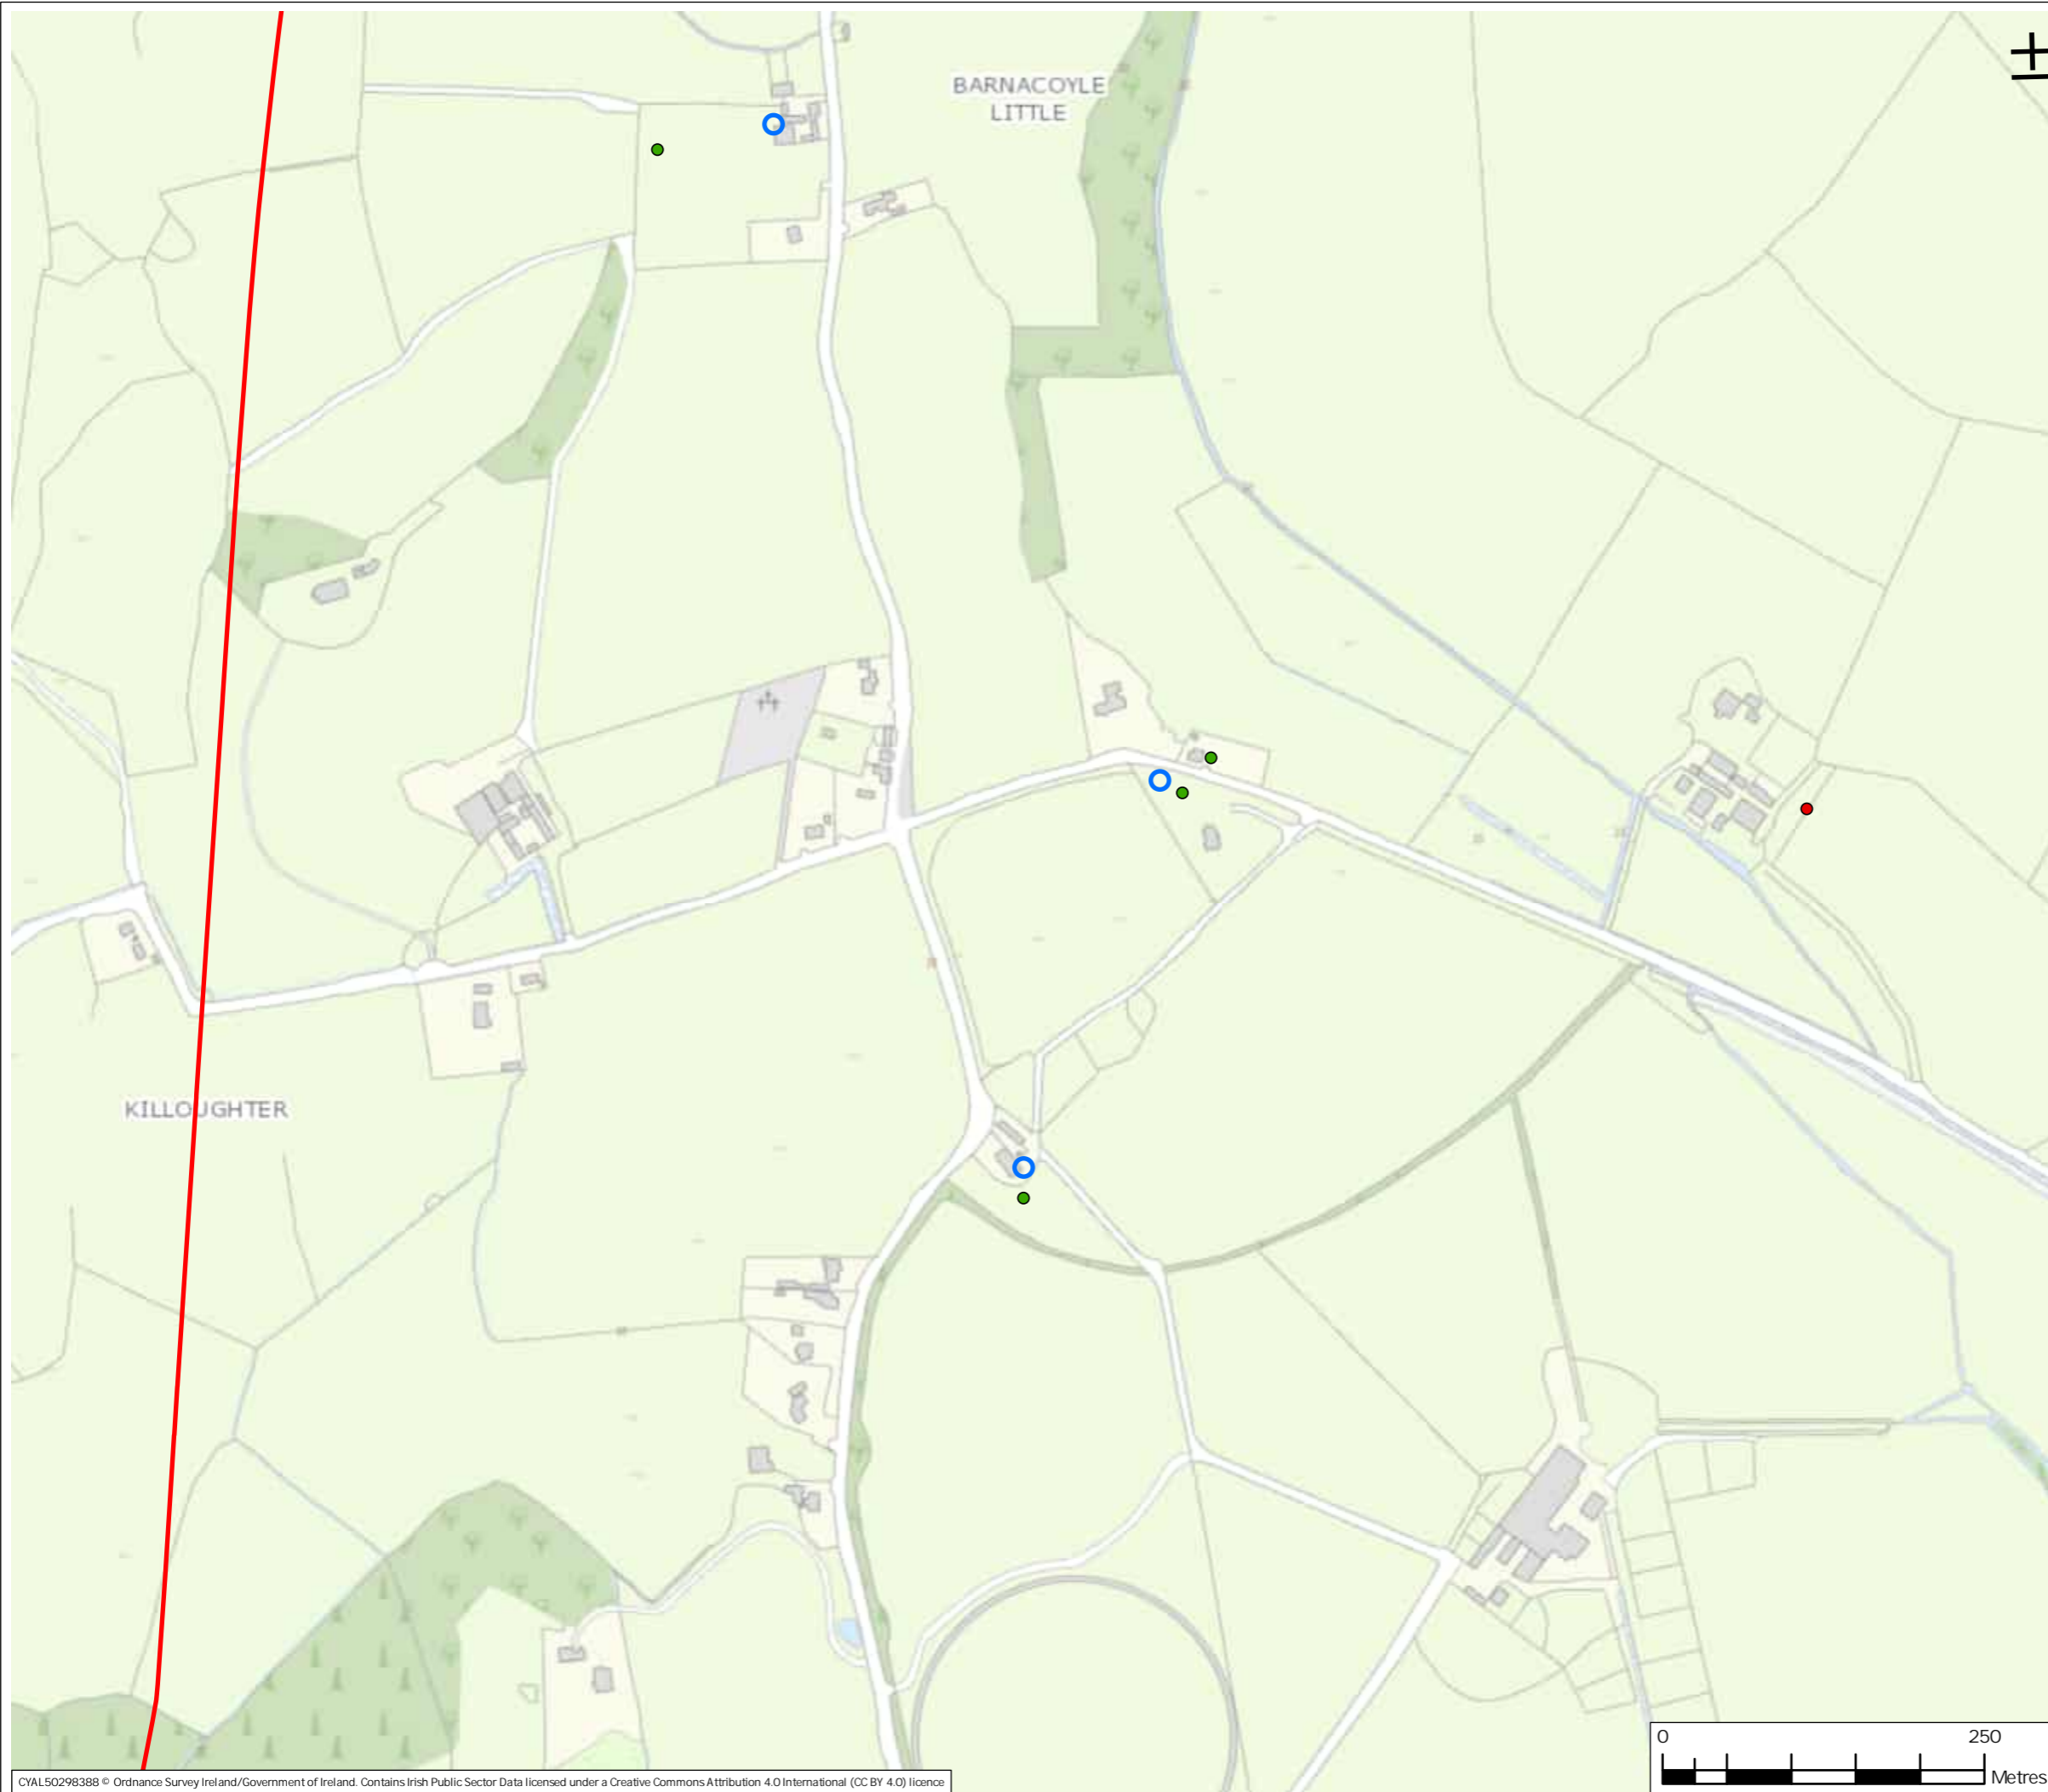 BARNACOYLE
LITTLE
KILLOUGHTER
0 250
Metres
CYAL50298388 © Ordnance Survey Ireland/Government of Ireland. Contains Irish Public Sector Data licensed under a Creative Commons Attribution 4.0 International (CC BY 4.0) licence